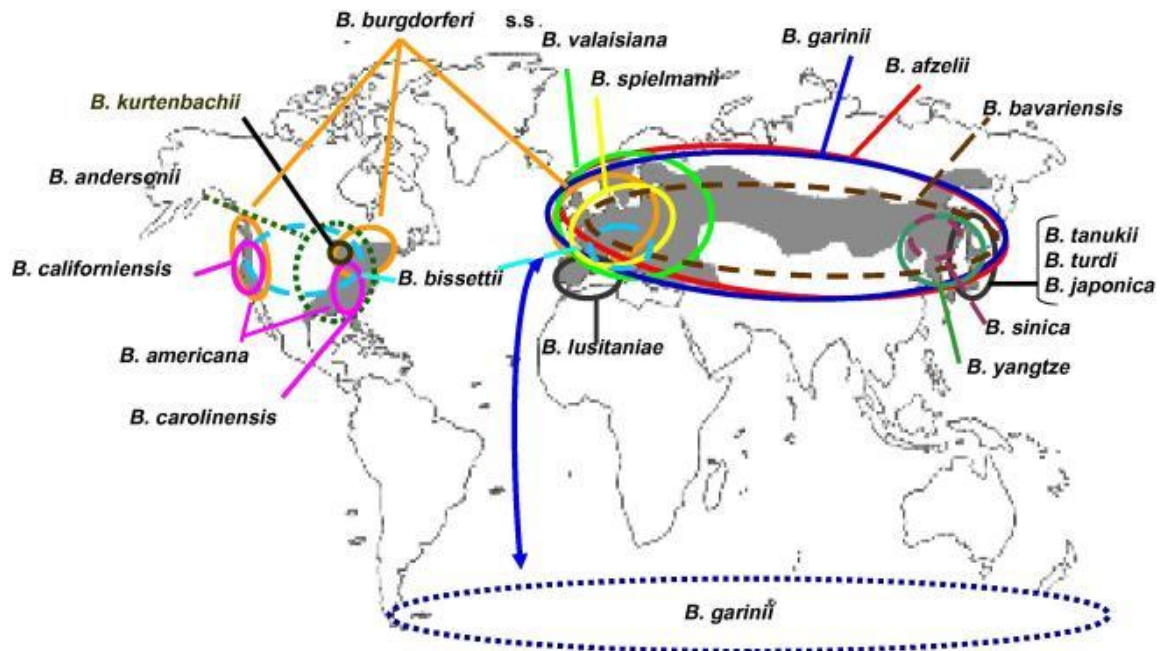 B. burgdorferi s.s.
B. valaisiana
B. garinii
B. spielmanii
B. afzelii
B. kurtenbachii
B. bavariensis
B. andersonii
B. tanukii
B. californiensis
B. bissettii
B. turdi
B. japonica
B. sinica
B. americana
B. lusitaniae
B. yangtze
B. carolinensis
B. garinii